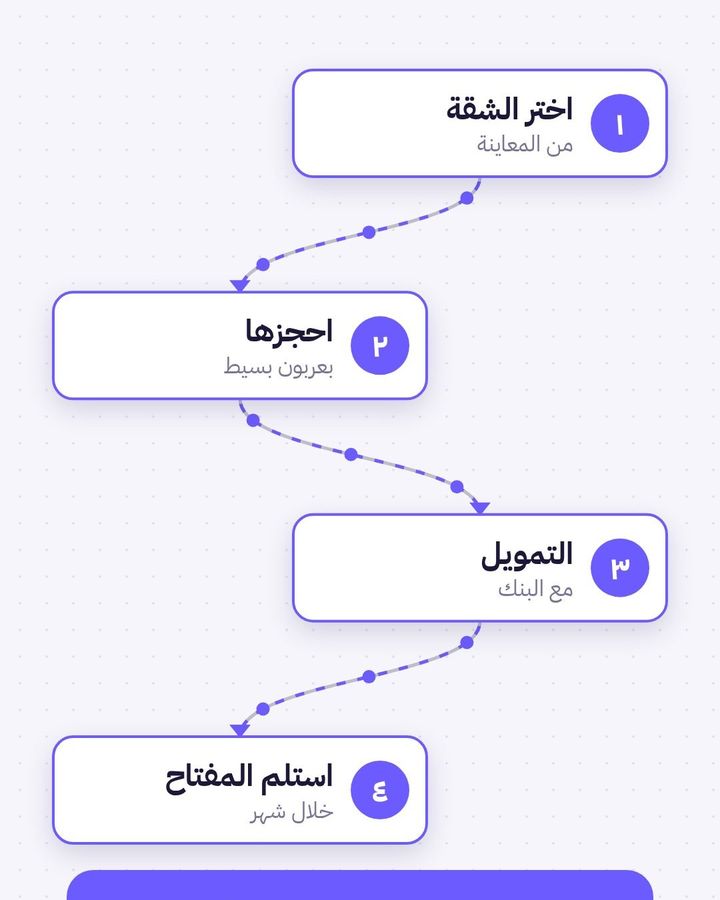 ١
اختر الشقة
من المعاينة
٢
احجزها
بعربون بسيط
٣
التمويل
مع البنك
٤
استلم المفتاح
خلال شهر